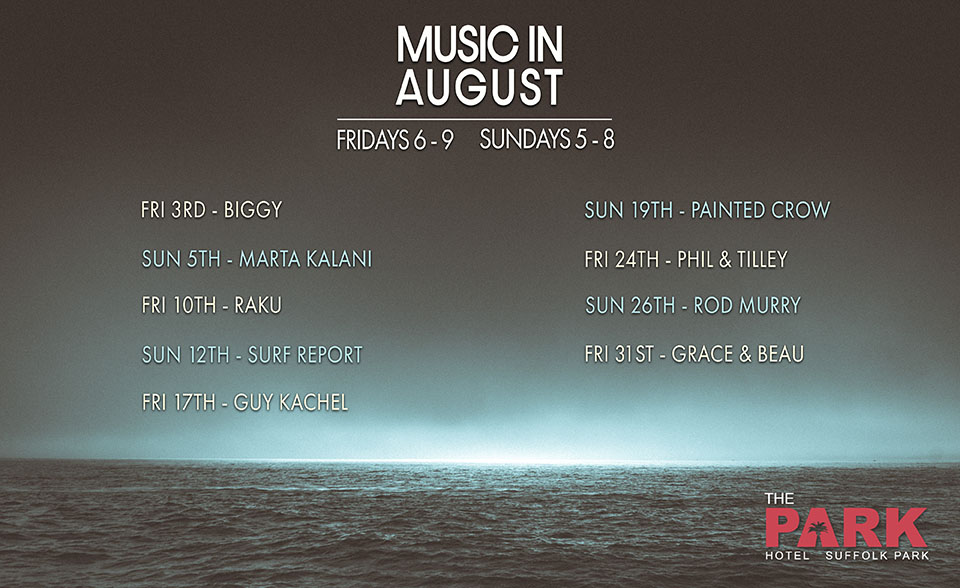 MUSIC IN
AUGUST
FRIDAYS 6 - 9 SUNDAYS 5 - 8
FRI 3RD - BIGGY
SUN 5TH - MARTA KALANI
FRI 10TH - RAKU
SUN 12TH - SURF REPORT
FRI 17TH - GUY KACHEL
SUN 19TH - PAINTED CROW
FRI 24TH - PHIL & TILLEY
SUN 26TH - ROD MURRY
FRI 31ST - GRACE & BEAU
THE
PARK
HOTEL SUFFOLK PARK